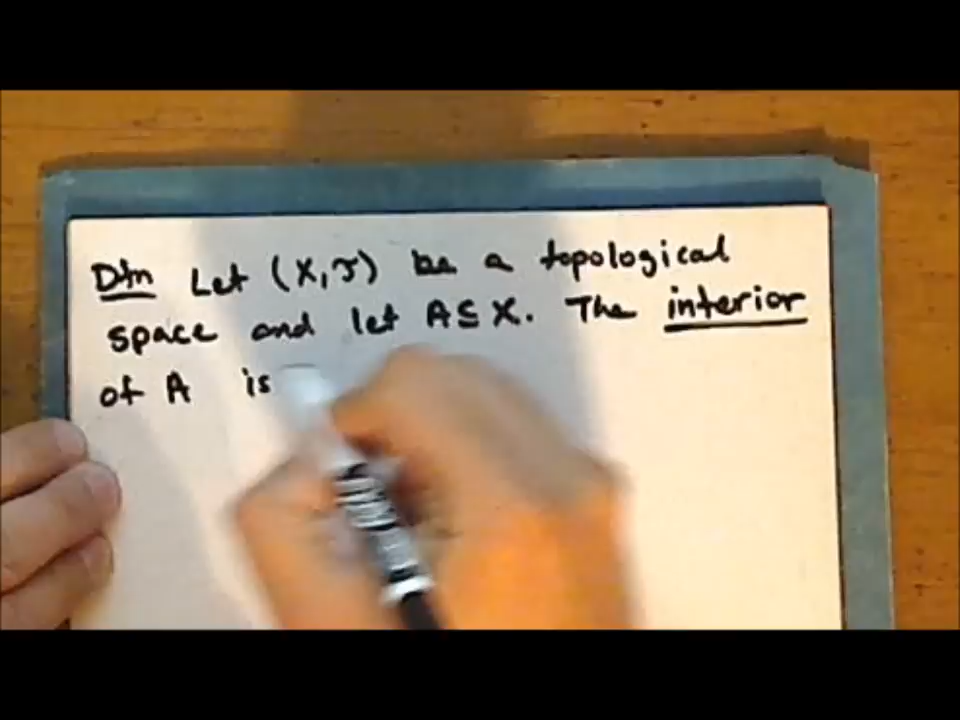 Dfn Let (X,𝒯) be a topological
space and let A⊆X. The interior
of A is